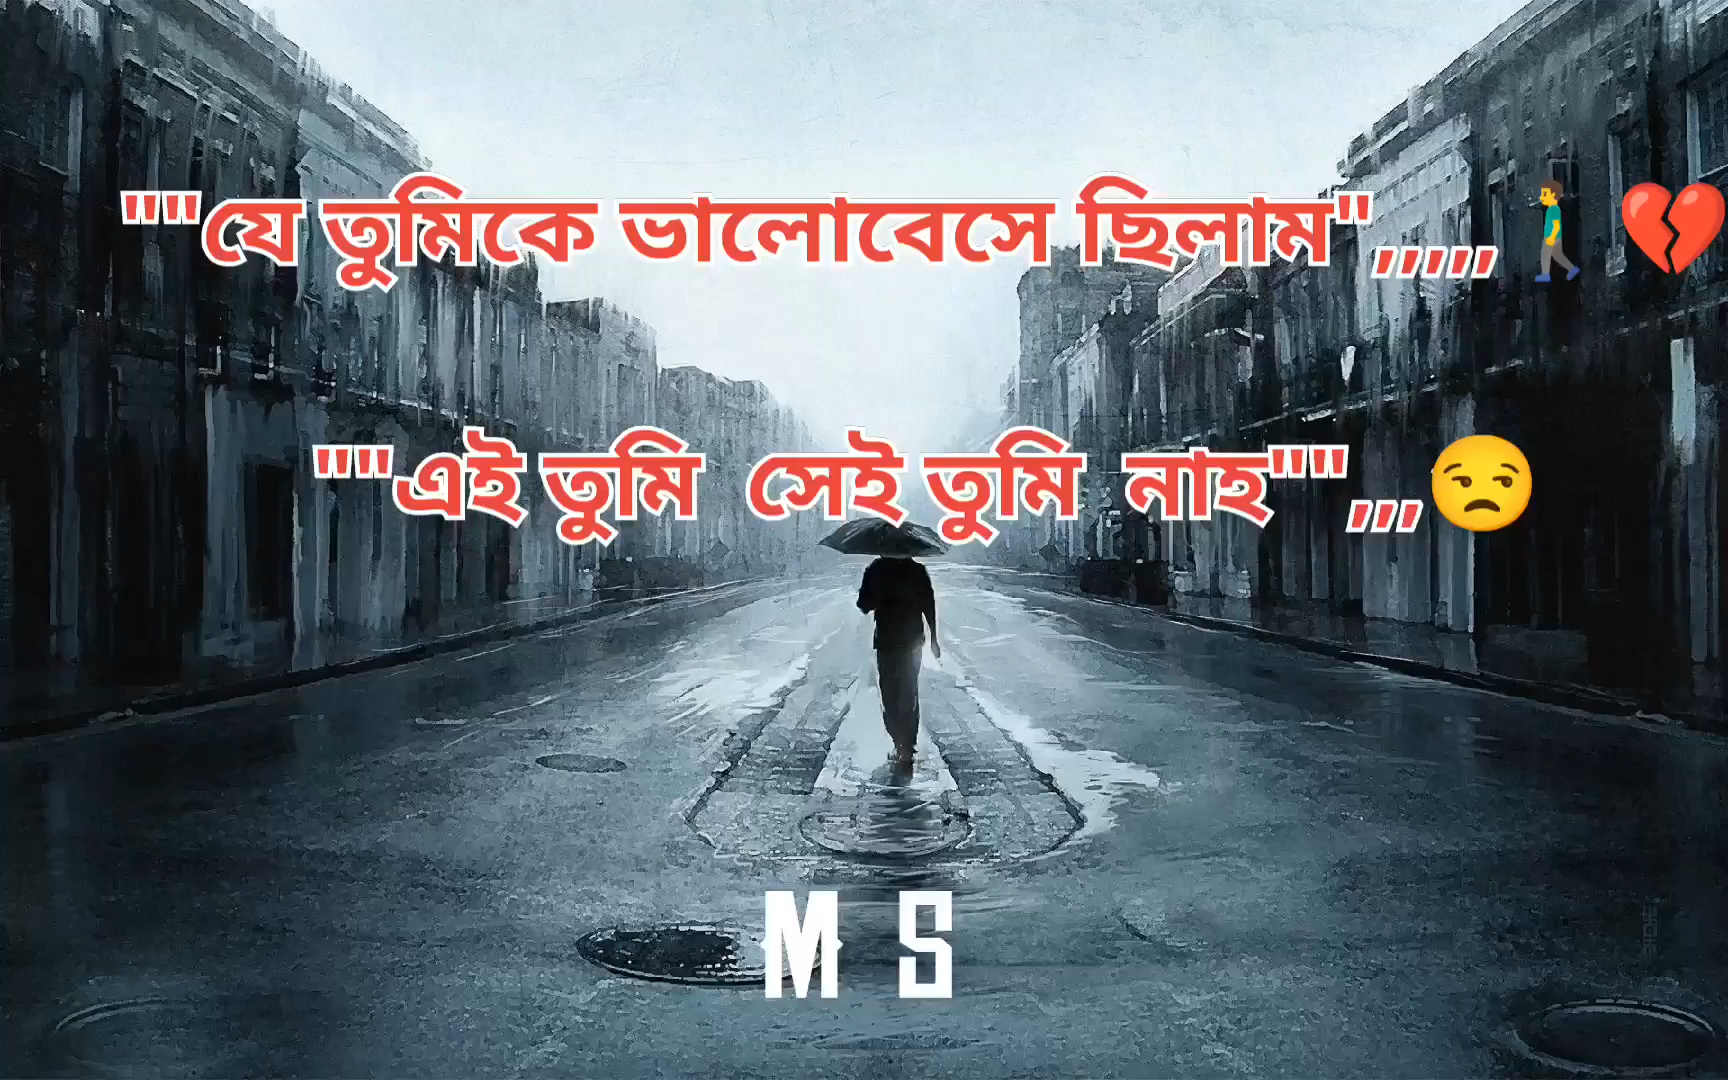 ""যে তুমিকে ভালোবেসে ছিলাম",,,,,🚶‍♂️💔
""এই তুমি সেই তুমি নাহ"",,,😒
M S